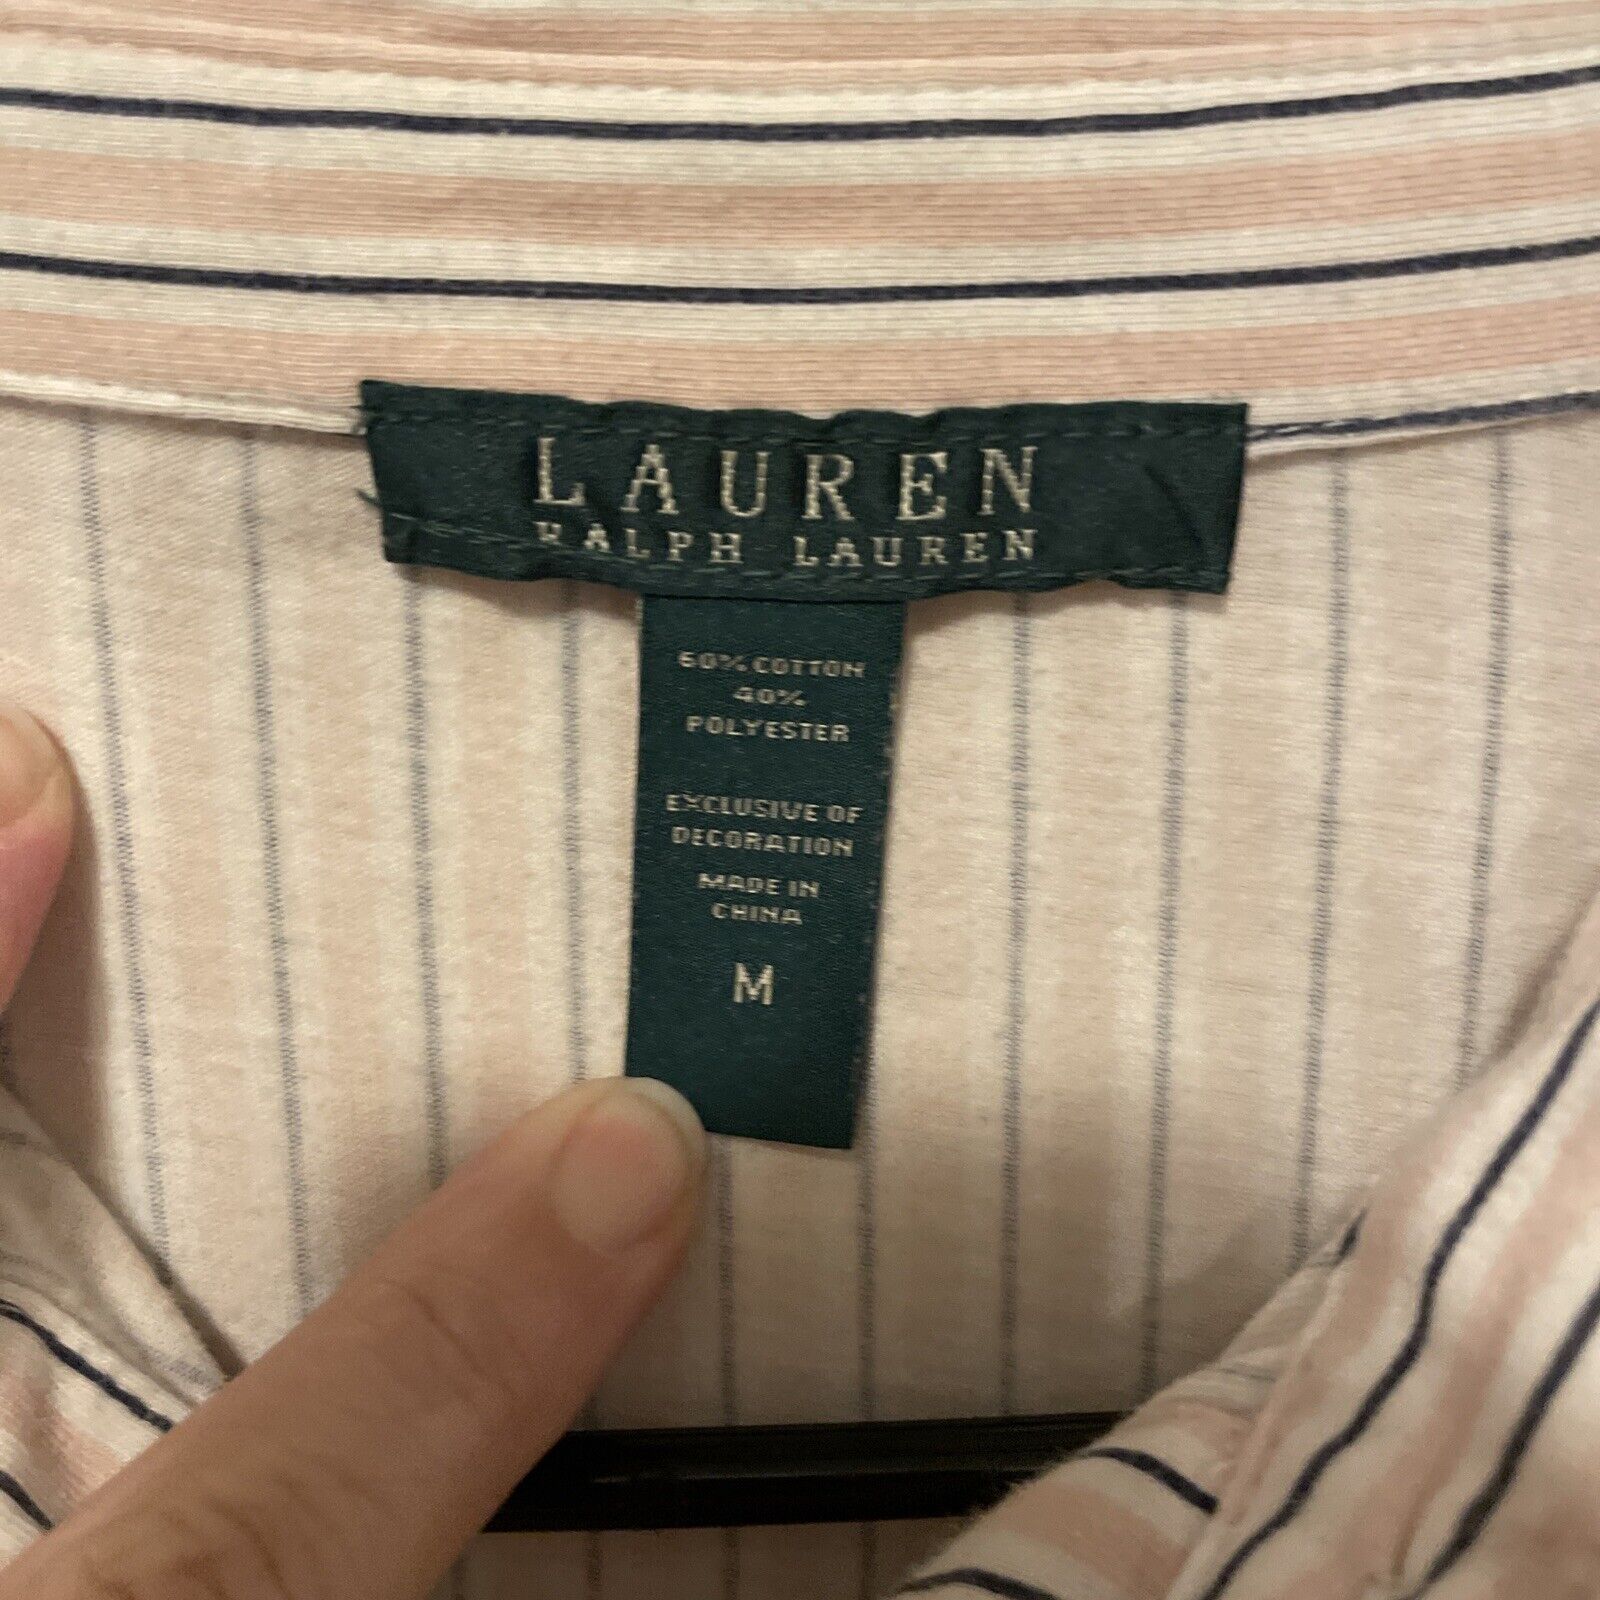 LAUREN
RALPH LAUREN
60% COTTON
40%
POLYESTER
EXCLUSIVE OF
DECORATION
MADE IN
CHINA
M